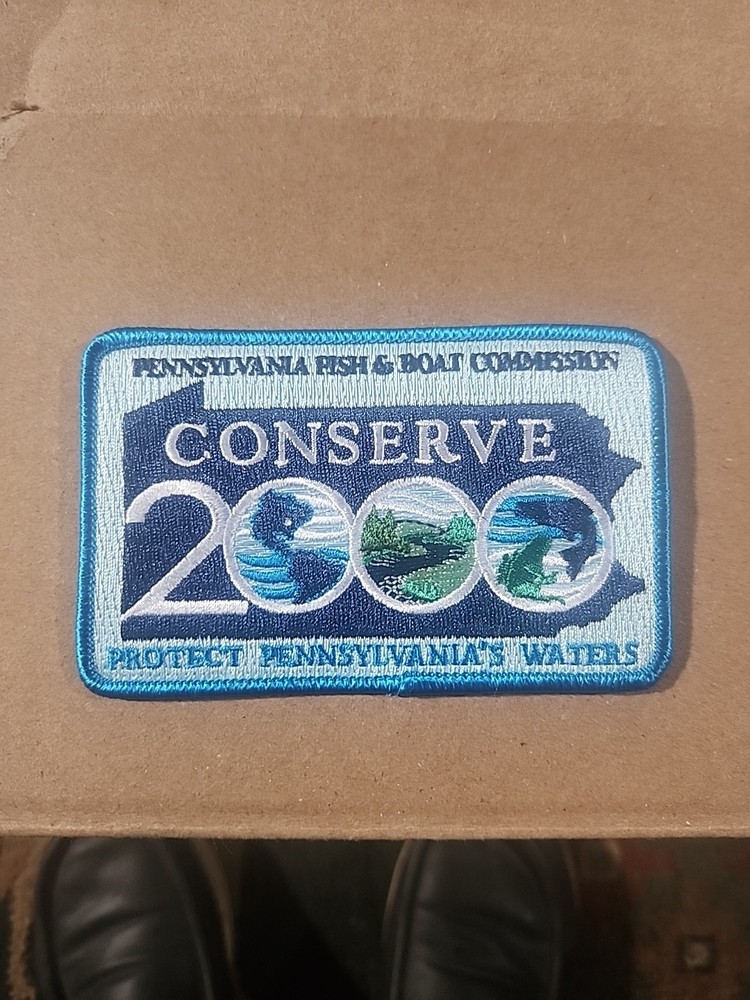 PENNSYLVANIA FISH & BOAT COMMISSION
CONSERVE
2000
PROTECT PENNSYLVANIA'S WATERS